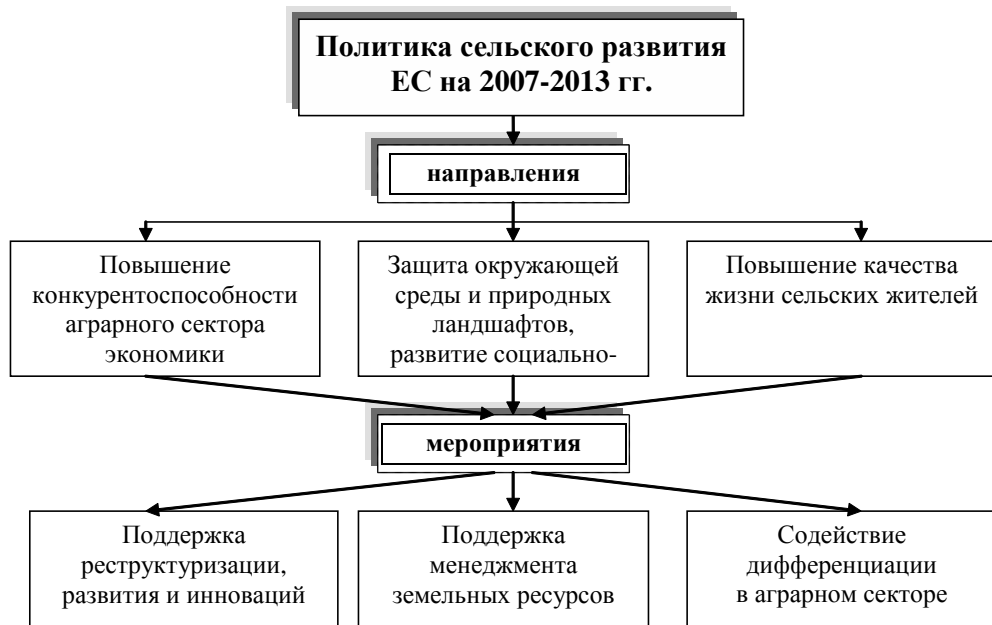 Политика сельского развития
ЕС на 2007-2013 гг.
направления
Повышение
конкурентоспособности
аграрного сектора
экономики
Защита окружающей
среды и природных
ландшафтов,
развитие социально-
Повышение качества
жизни сельских жителей
мероприятия
Поддержка
реструктуризации,
развития и инноваций
Поддержка
менеджмента
земельных ресурсов
Содействие
дифференциации
в аграрном секторе